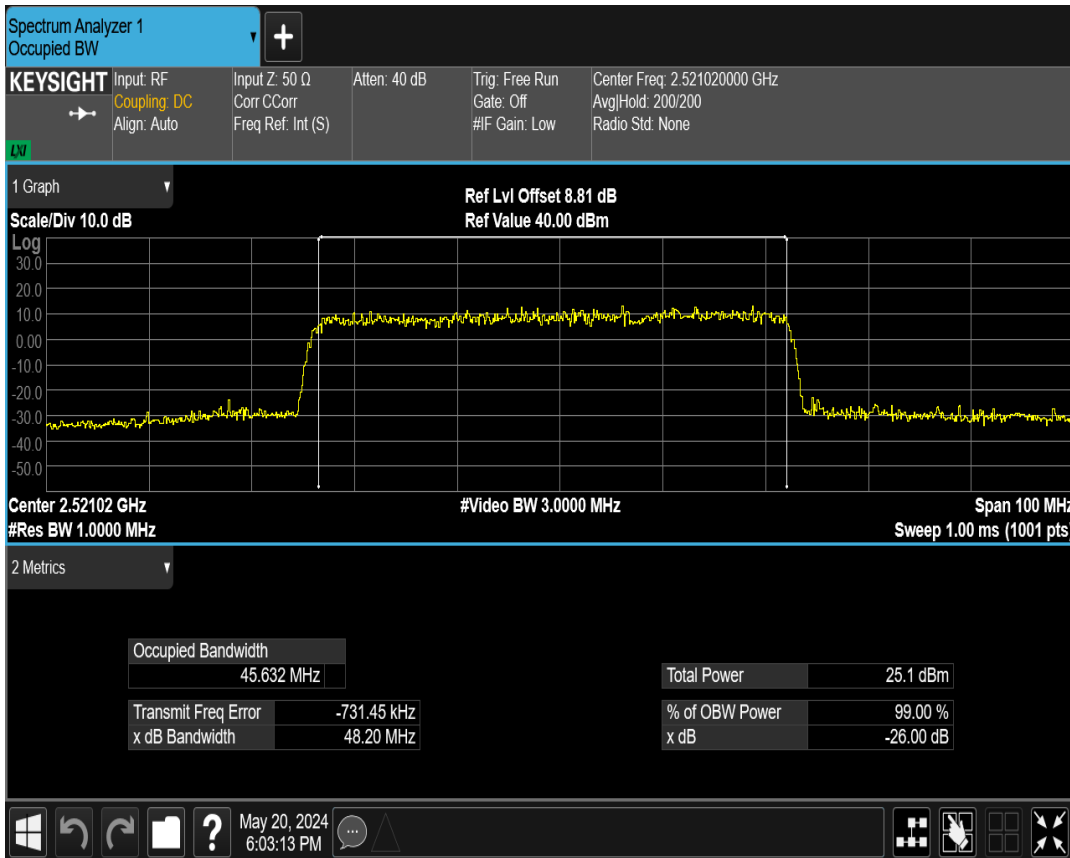 Spectrum Analyzer 1
Occupied BW
+
KEYSIGHT
LXI
Input: RF
Coupling: DC
Align: Auto
Input Z: 50 Ω
Corr CCorr
Freq Ref: Int (S)
Atten: 40 dB
Trig: Free Run
Gate: Off
#IF Gain: Low
Center Freq: 2.521020000 GHz
Avg|Hold: 200/200
Radio Std: None
1 Graph
Scale/Div 10.0 dB
Ref Lvl Offset 8.81 dB
Ref Value 40.00 dBm
Log
30.0
20.0
10.0
0.00
-10.0
-20.0
-30.0
-40.0
-50.0
Center 2.52102 GHz
#Video BW 3.0000 MHz
Span 100 MHz
#Res BW 1.0000 MHz
Sweep 1.00 ms (1001 pts)
2 Metrics
Occupied Bandwidth
45.632 MHz
Total Power 25.1 dBm
Transmit Freq Error -731.45 kHz
% of OBW Power 99.00 %
x dB Bandwidth 48.20 MHz
x dB -26.00 dB
?
May 20, 2024
6:03:13 PM